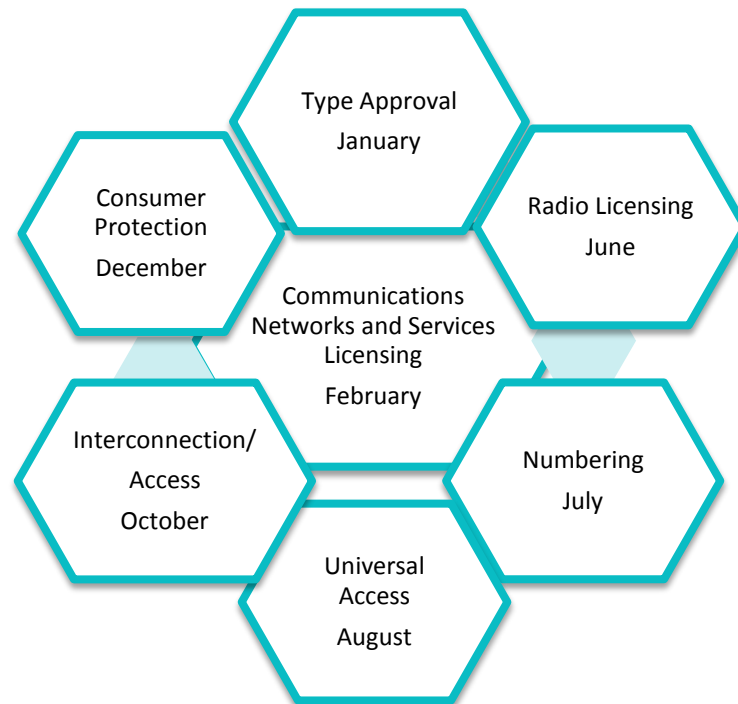 Type Approval
January
Consumer
Protection
December
Radio Licensing
June
Communications
Networks and Services
Licensing
February
Interconnection/
Access
October
Numbering
July
Universal
Access
August